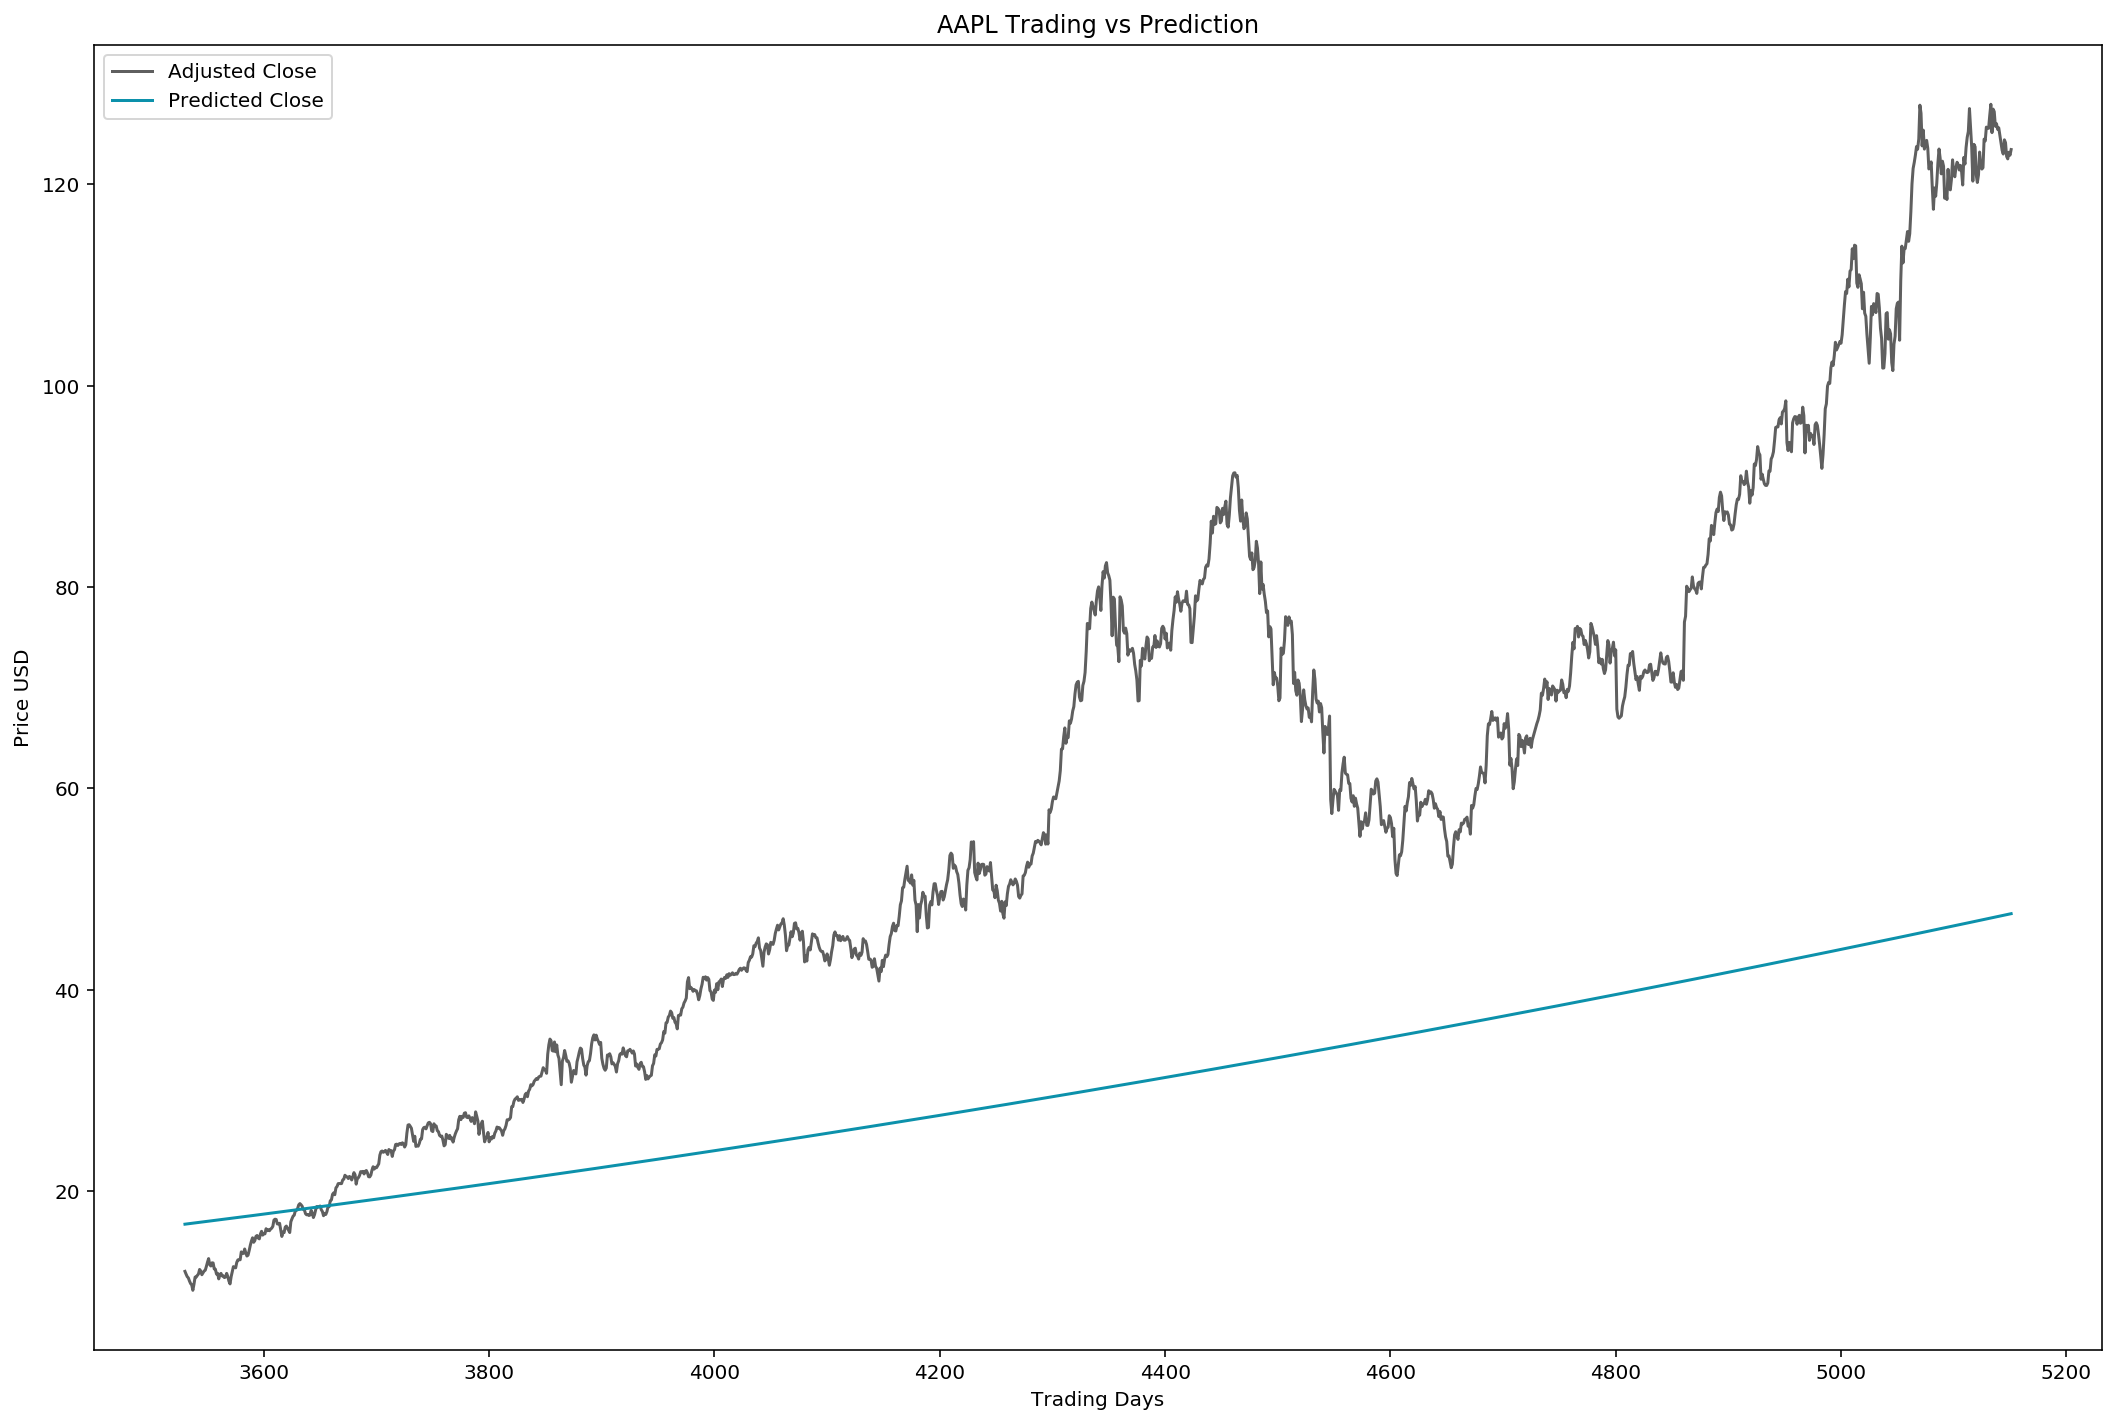 AAPL Trading vs Prediction
Adjusted Close
Predicted Close
120
100
80
60
40
20
Price USD
3600 3800 4000 4200 4400 4600 4800 5000 5200
Trading Days